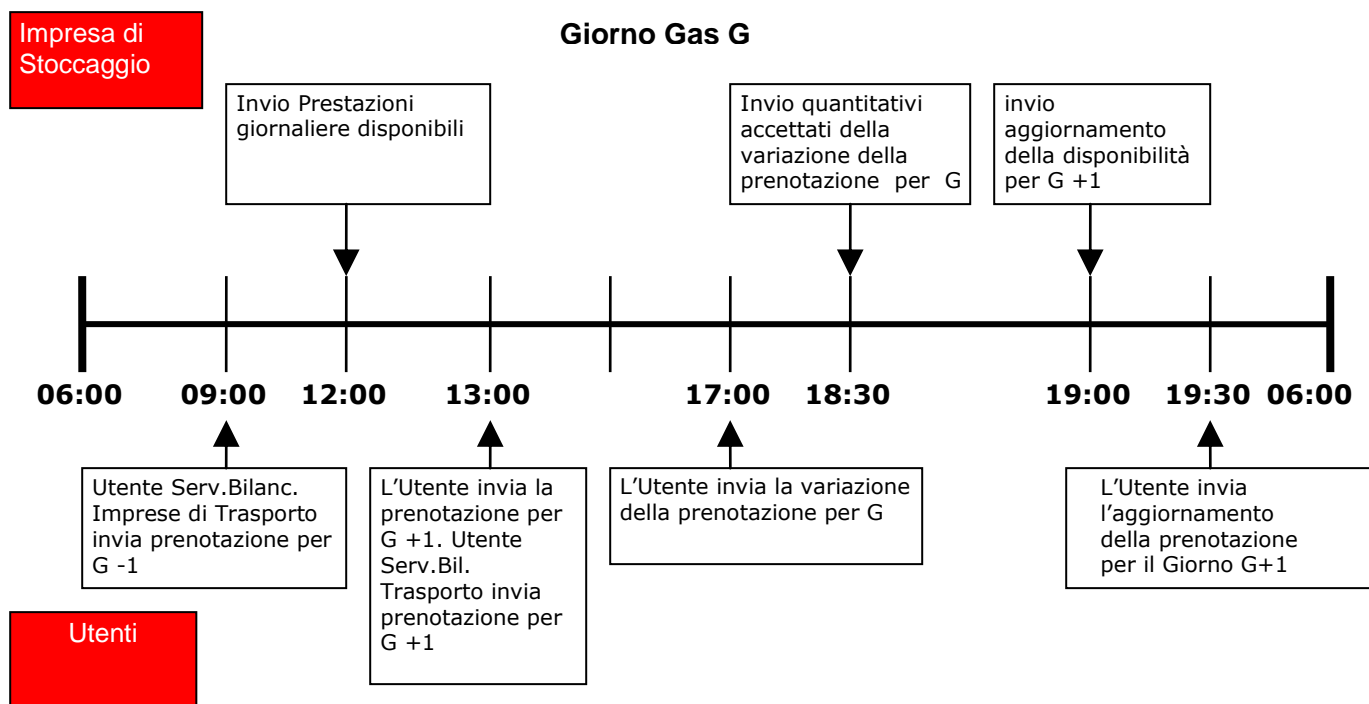 Impresa di
Stoccaggio
Giorno Gas G
Invio Prestazioni
giornaliere disponibili
Invio quantitativi
accettati della
variazione della
prenotazione per G
invio
aggiornamento
della disponibilità
per G +1
06:00 09:00 12:00 13:00 17:00 18:30 19:00 19:30 06:00
Utente Serv.Bilanc.
Imprese di Trasporto
invia prenotazione per
G -1
L’Utente invia la
prenotazione per
G +1. Utente
Serv.Bil.
Trasporto invia
prenotazione per
G +1
L’Utente invia la variazione
della prenotazione per G
L’Utente invia
l’aggiornamento
della prenotazione
per il Giorno G+1
Utenti